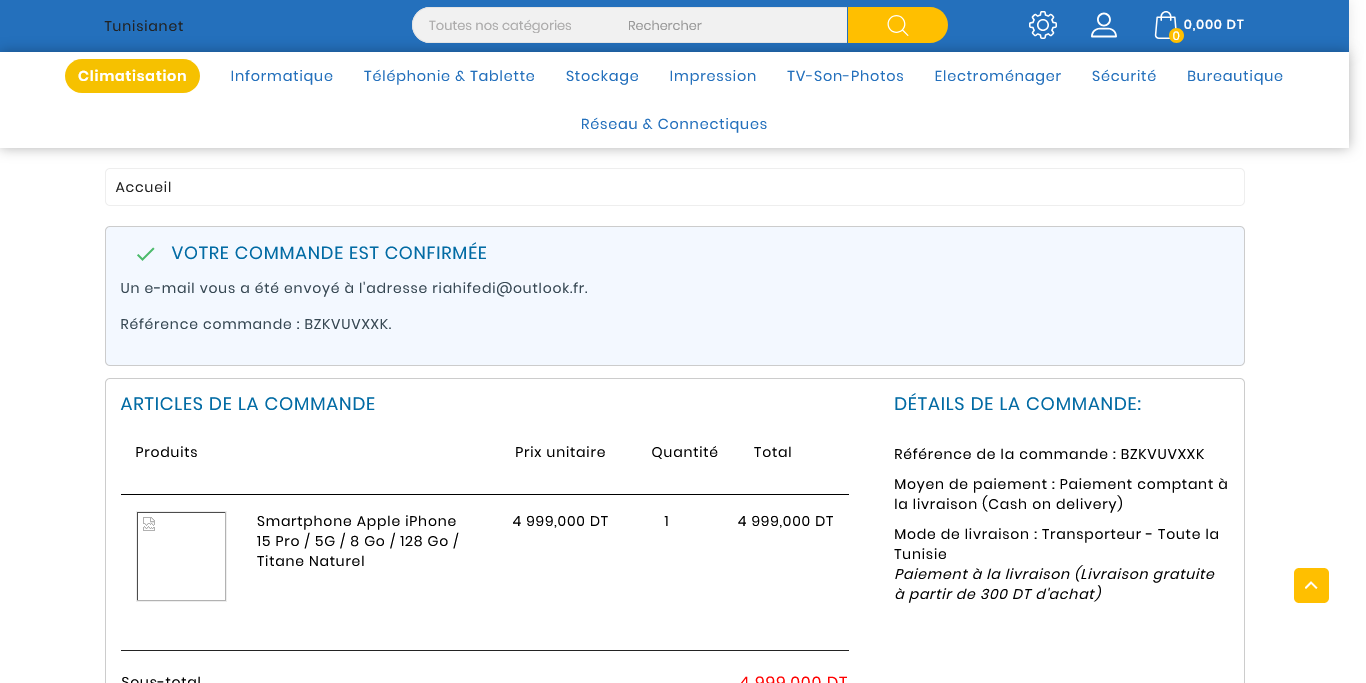 Tunisianet
Toutes nos catégories
Rechercher
0,000 DT
0
Climatisation
Informatique
Téléphonie & Tablette
Stockage
Impression
TV-Son-Photos
Electroménager
Sécurité
Bureautique
Réseau & Connectiques
Accueil
VOTRE COMMANDE EST CONFIRMÉE
Un e-mail vous a été envoyé à l'adresse riahifedi@outlook.fr.
Référence commande : BZKVUVXXK.
ARTICLES DE LA COMMANDE
Produits
Prix unitaire
Quantité
Total
Smartphone Apple iPhone
15 Pro / 5G / 8 Go / 128 Go /
Titane Naturel
4 999,000 DT
1
4 999,000 DT
Sous-total
4 999,000 DT
DÉTAILS DE LA COMMANDE:
Référence de la commande : BZKVUVXXK
Moyen de paiement : Paiement comptant à
la livraison (Cash on delivery)
Mode de livraison : Transporteur - Toute la
Tunisie
Paiement à la livraison (Livraison gratuite
à partir de 300 DT d'achat)